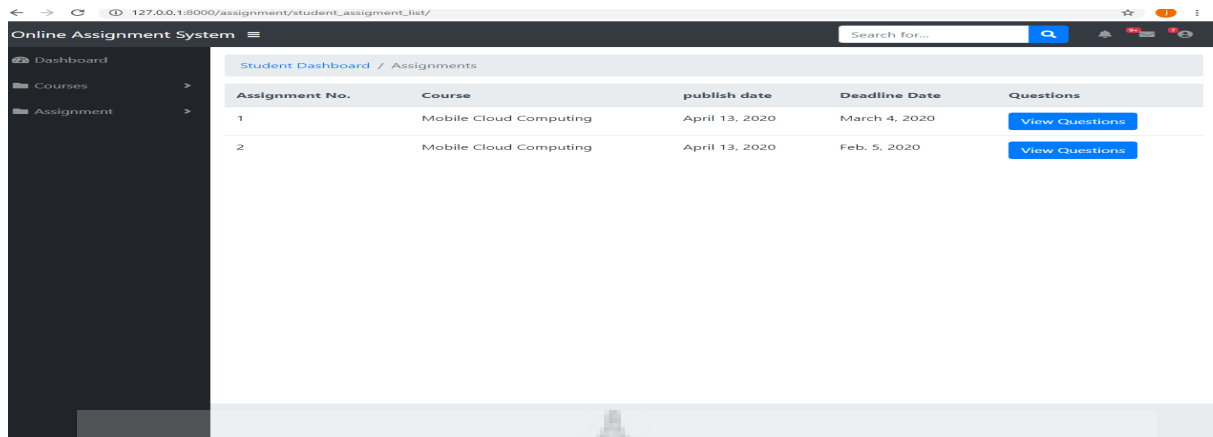 127.0.0.1:8000/assignment/student_assigment_list/
Online Assignment System
Search for...
9+
7
Dashboard
Courses
Assignment
Student Dashboard / Assignments
Assignment No. Course publish date Deadline Date Questions
1 Mobile Cloud Computing April 13, 2020 March 4, 2020 View Questions
2 Mobile Cloud Computing April 13, 2020 Feb. 5, 2020 View Questions